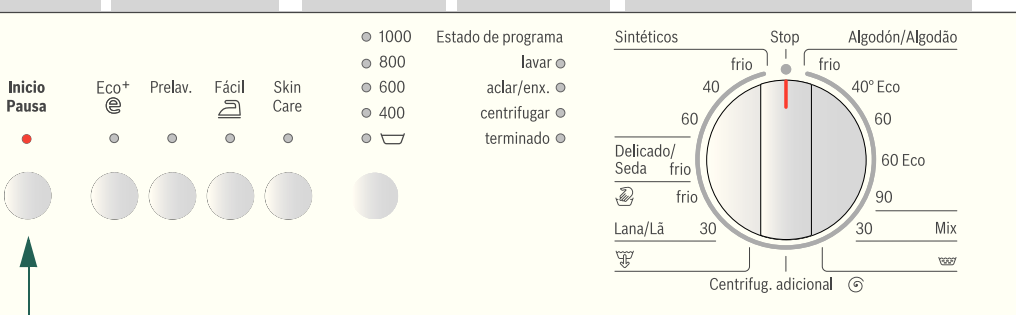 Inicio
Pausa
Eco+
Prelav.
Fácil
Skin
Care
1000
800
600
400
Estado de programa
lavar
aclar/enx.
centrifugar
terminado
Sintéticos
Stop
Algodón/Algodão
frio
frio
40
40° Eco
60
60
Delicado/
Seda frio
60 Eco
frio
90
Lana/Lã 30
30 Mix
Centrifug. adicional